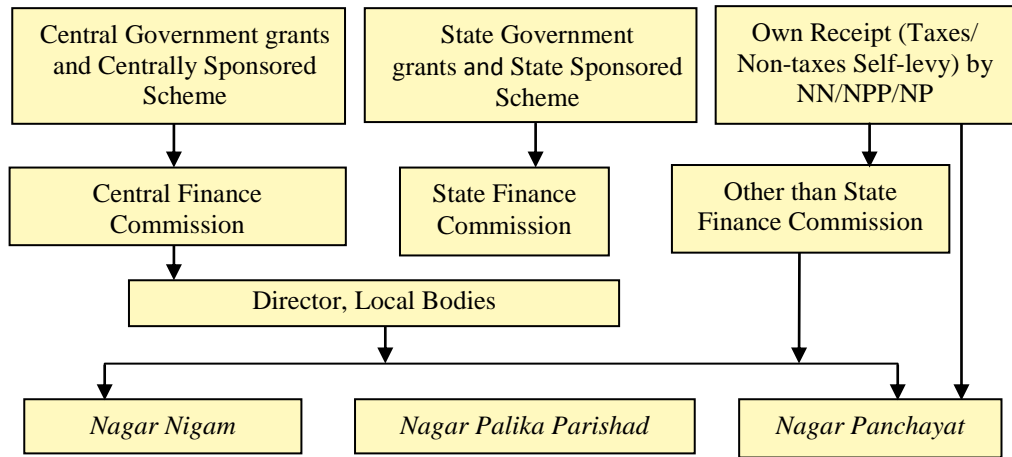 Central Government grants
and Centrally Sponsored
Scheme
State Government
grants and State Sponsored
Scheme
Own Receipt (Taxes/
Non-taxes Self-levy) by
NN/NPP/NP
Central Finance
Commission
State Finance
Commission
Other than State
Finance Commission
Director, Local Bodies
Nagar Nigam
Nagar Palika Parishad
Nagar Panchayat